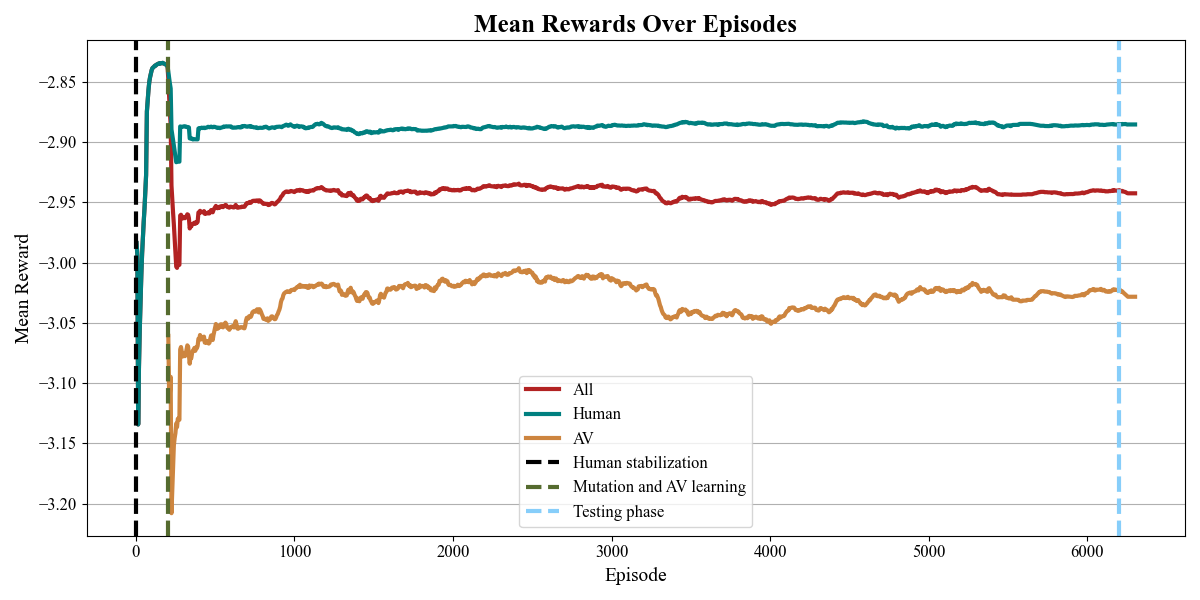 Mean Rewards Over Episodes
Mean Reward
−2.85
−2.90
−2.95
−3.00
−3.05
−3.10
−3.15
−3.20
All
Human
AV
Human stabilization
Mutation and AV learning
Testing phase
0 1000 2000 3000 4000 5000 6000
Episode